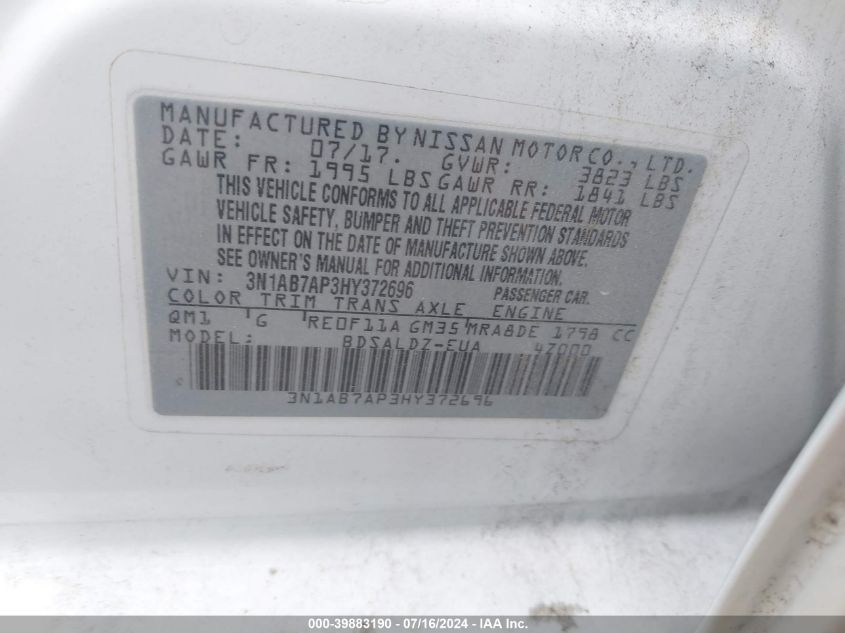 MANUFACTURED BY NISSAN MOTOR CO., LTD.
DATE: 07/17. GVWR: 3823 LBS
GAWR FR: 1995 LBS GAWR RR: 1841 LBS
THIS VEHICLE CONFORMS TO ALL APPLICABLE FEDERAL MOTOR
VEHICLE SAFETY, BUMPER AND THEFT PREVENTION STANDARDS
IN EFFECT ON THE DATE OF MANUFACTURE SHOWN ABOVE.
SEE OWNER'S MANUAL FOR ADDITIONAL INFORMATION.
VIN: 3N1AB7AP3HY372696 PASSENGER CAR.
COLOR TRIM TRANS AXLE ENGINE
QM1 G RE0F11A GM35 MRA8DE 1798 CC
MODEL: BDSALDZ-EUA 47000
3N1AB7AP3HY372696
000-39883190 - 07/16/2024 - IAA Inc.